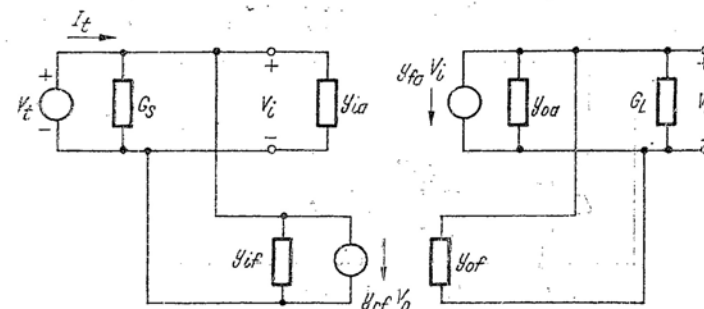 I_t
+
V_t
−
G_s
+
V_i
−
y_ia
y_fa V_i
y_oa
G_L
+
V
−
y_if
y_rf V_o
y_of